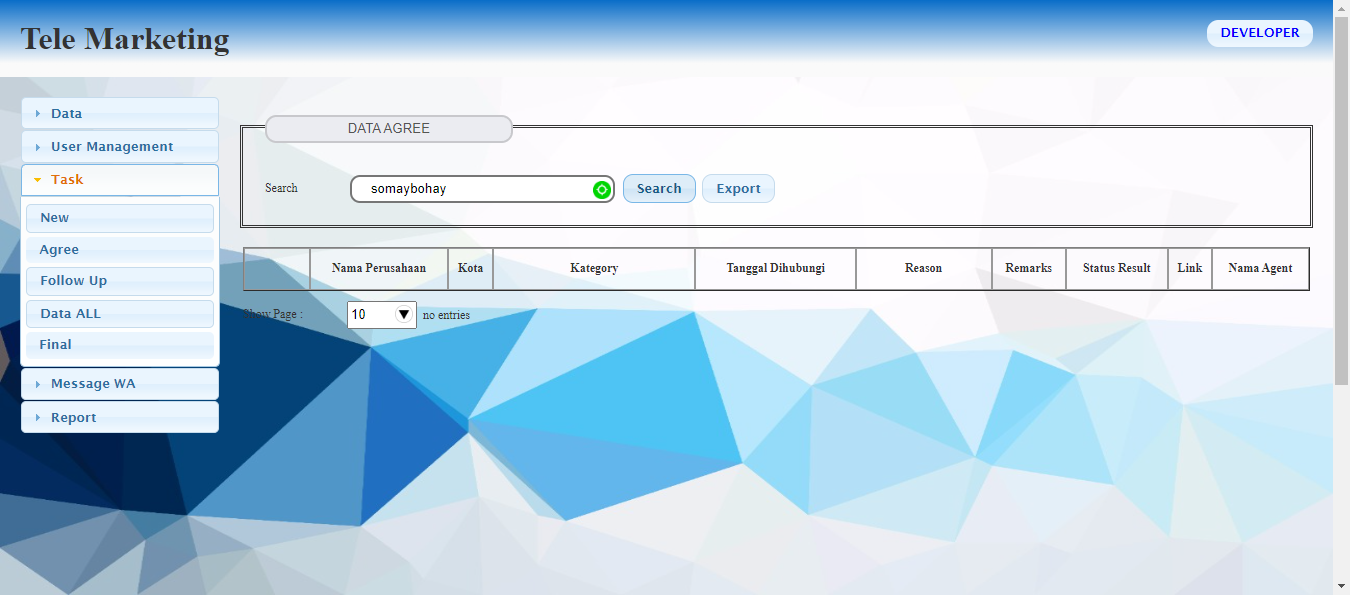 Tele Marketing
DEVELOPER
Data
User Management
Task
New
Agree
Follow Up
Data ALL
Final
Message WA
Report
DATA AGREE
Search somaybohay Search Export
Nama Perusahaan Kota Kategory Tanggal Dihubungi Reason Remarks Status Result Link Nama Agent
Show Page : 10 no entries